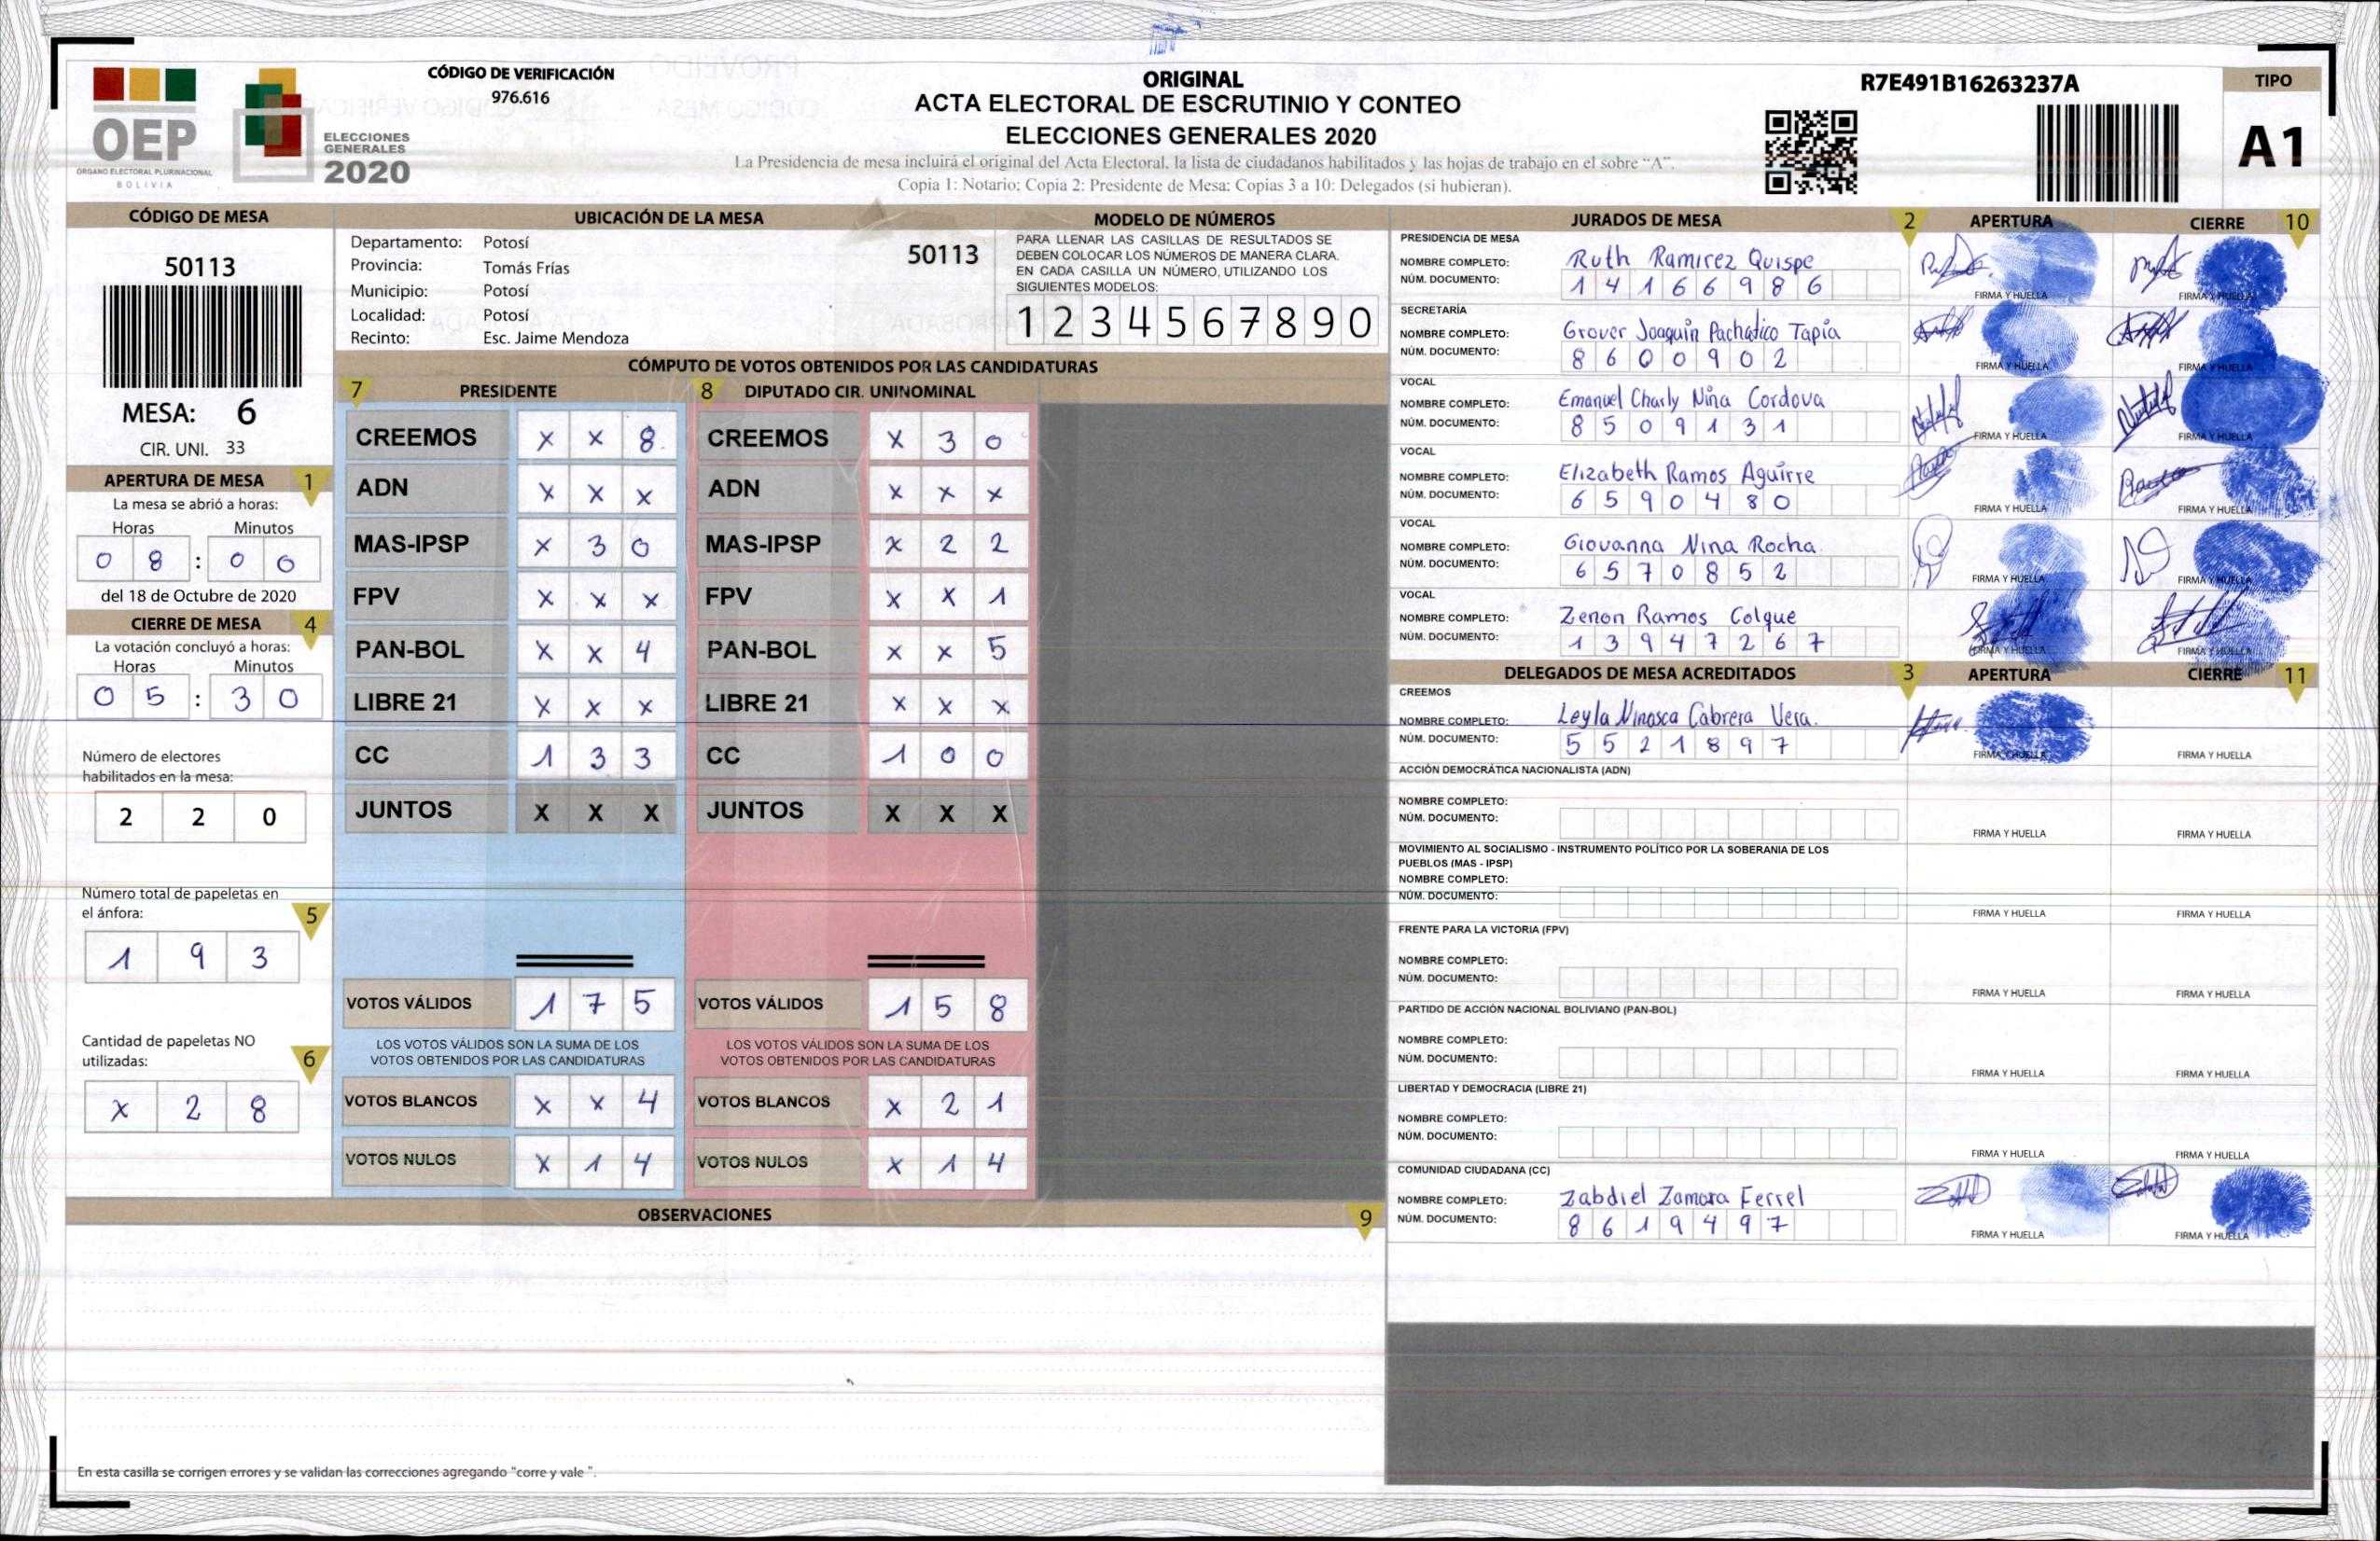 CÓDIGO DE VERIFICACIÓN
976.616
OEP
ÓRGANO ELECTORAL PLURINACIONAL
BOLIVIA
ELECCIONES
GENERALES
2020
ORIGINAL
ACTA ELECTORAL DE ESCRUTINIO Y CONTEO
ELECCIONES GENERALES 2020
La Presidencia de mesa incluirá el original del Acta Electoral, la lista de ciudadanos habilitados y las hojas de trabajo en el sobre "A".
Copia 1: Notario; Copia 2: Presidente de Mesa; Copias 3 a 10: Delegados (si hubieran).
R7E491B16263237A
TIPO
A1
CÓDIGO DE MESA
50113
MESA: 6
CIR. UNI. 33
APERTURA DE MESA 1
La mesa se abrió a horas:
Horas Minutos
0 8 : 0 0
del 18 de Octubre de 2020
CIERRE DE MESA 4
La votación concluyó a horas:
Horas Minutos
0 5 : 3 0
Número de electores
habilitados en la mesa:
2 2 0
Número total de papeletas en
el ánfora: 5
1 9 3
Cantidad de papeletas NO
utilizadas: 6
X 2 8
UBICACIÓN DE LA MESA
Departamento: Potosí
Provincia: Tomás Frías
Municipio: Potosí
Localidad: Potosí
Recinto: Esc. Jaime Mendoza
50113
MODELO DE NÚMEROS
PARA LLENAR LAS CASILLAS DE RESULTADOS SE
DEBEN COLOCAR LOS NÚMEROS DE MANERA CLARA.
EN CADA CASILLA UN NÚMERO, UTILIZANDO LOS
SIGUIENTES MODELOS:
1 2 3 4 5 6 7 8 9 0
CÓMPUTO DE VOTOS OBTENIDOS POR LAS CANDIDATURAS
7 PRESIDENTE 8 DIPUTADO CIR. UNINOMINAL
CREEMOS X X 8 CREEMOS X 3 0
ADN X X X ADN X X X
MAS-IPSP X 3 0 MAS-IPSP X 2 2
FPV X X X FPV X X 1
PAN-BOL X X 4 PAN-BOL X X 5
LIBRE 21 X X X LIBRE 21 X X X
CC 1 3 3 CC 1 0 0
JUNTOS X X X JUNTOS X X X
VOTOS VÁLIDOS 1 7 5 VOTOS VÁLIDOS 1 5 8
LOS VOTOS VÁLIDOS SON LA SUMA DE LOS LOS VOTOS VÁLIDOS SON LA SUMA DE LOS
VOTOS OBTENIDOS POR LAS CANDIDATURAS VOTOS OBTENIDOS POR LAS CANDIDATURAS
VOTOS BLANCOS X X 4 VOTOS BLANCOS X 2 1
VOTOS NULOS X 1 4 VOTOS NULOS X 1 4
OBSERVACIONES 9
En esta casilla se corrigen errores y se validan las correcciones agregando "corre y vale ".
JURADOS DE MESA 2 APERTURA CIERRE 10
PRESIDENCIA DE MESA
NOMBRE COMPLETO: Ruth Ramirez Quispe
NÚM. DOCUMENTO: 1 4 1 6 6 9 8 6
FIRMA Y HUELLA FIRMA Y HUELLA
SECRETARÍA
NOMBRE COMPLETO: Grover Joaquin Pachatico Tapia
NÚM. DOCUMENTO: 8 6 0 0 9 0 2
FIRMA Y HUELLA FIRMA Y HUELLA
VOCAL
NOMBRE COMPLETO: Emanuel Charly Nina Cordova
NÚM. DOCUMENTO: 8 5 0 9 1 3 1
FIRMA Y HUELLA FIRMA Y HUELLA
VOCAL
NOMBRE COMPLETO: Elizabeth Ramos Aguirre
NÚM. DOCUMENTO: 6 5 9 0 4 8 0
FIRMA Y HUELLA FIRMA Y HUELLA
VOCAL
NOMBRE COMPLETO: Giovanna Nina Rocha
NÚM. DOCUMENTO: 6 5 7 0 8 5 2
FIRMA Y HUELLA FIRMA Y HUELLA
VOCAL
NOMBRE COMPLETO: Zenon Ramos Colque
NÚM. DOCUMENTO: 1 3 9 4 7 2 6 7
FIRMA Y HUELLA FIRMA Y HUELLA
DELEGADOS DE MESA ACREDITADOS 3 APERTURA CIERRE 11
CREEMOS
NOMBRE COMPLETO: Leyla Ninosca Cabrera Vera.
NÚM. DOCUMENTO: 5 5 2 1 8 9 7
FIRMA Y HUELLA FIRMA Y HUELLA
ACCIÓN DEMOCRÁTICA NACIONALISTA (ADN)
NOMBRE COMPLETO:
NÚM. DOCUMENTO:
FIRMA Y HUELLA FIRMA Y HUELLA
MOVIMIENTO AL SOCIALISMO - INSTRUMENTO POLÍTICO POR LA SOBERANIA DE LOS
PUEBLOS (MAS - IPSP)
NOMBRE COMPLETO:
NÚM. DOCUMENTO:
FIRMA Y HUELLA FIRMA Y HUELLA
FRENTE PARA LA VICTORIA (FPV)
NOMBRE COMPLETO:
NÚM. DOCUMENTO:
FIRMA Y HUELLA FIRMA Y HUELLA
PARTIDO DE ACCIÓN NACIONAL BOLIVIANO (PAN-BOL)
NOMBRE COMPLETO:
NÚM. DOCUMENTO:
FIRMA Y HUELLA FIRMA Y HUELLA
LIBERTAD Y DEMOCRACIA (LIBRE 21)
NOMBRE COMPLETO:
NÚM. DOCUMENTO:
FIRMA Y HUELLA FIRMA Y HUELLA
COMUNIDAD CIUDADANA (CC)
NOMBRE COMPLETO: Zabdiel Zamora Ferrel
NÚM. DOCUMENTO: 8 6 1 9 4 9 7
FIRMA Y HUELLA FIRMA Y HUELLA